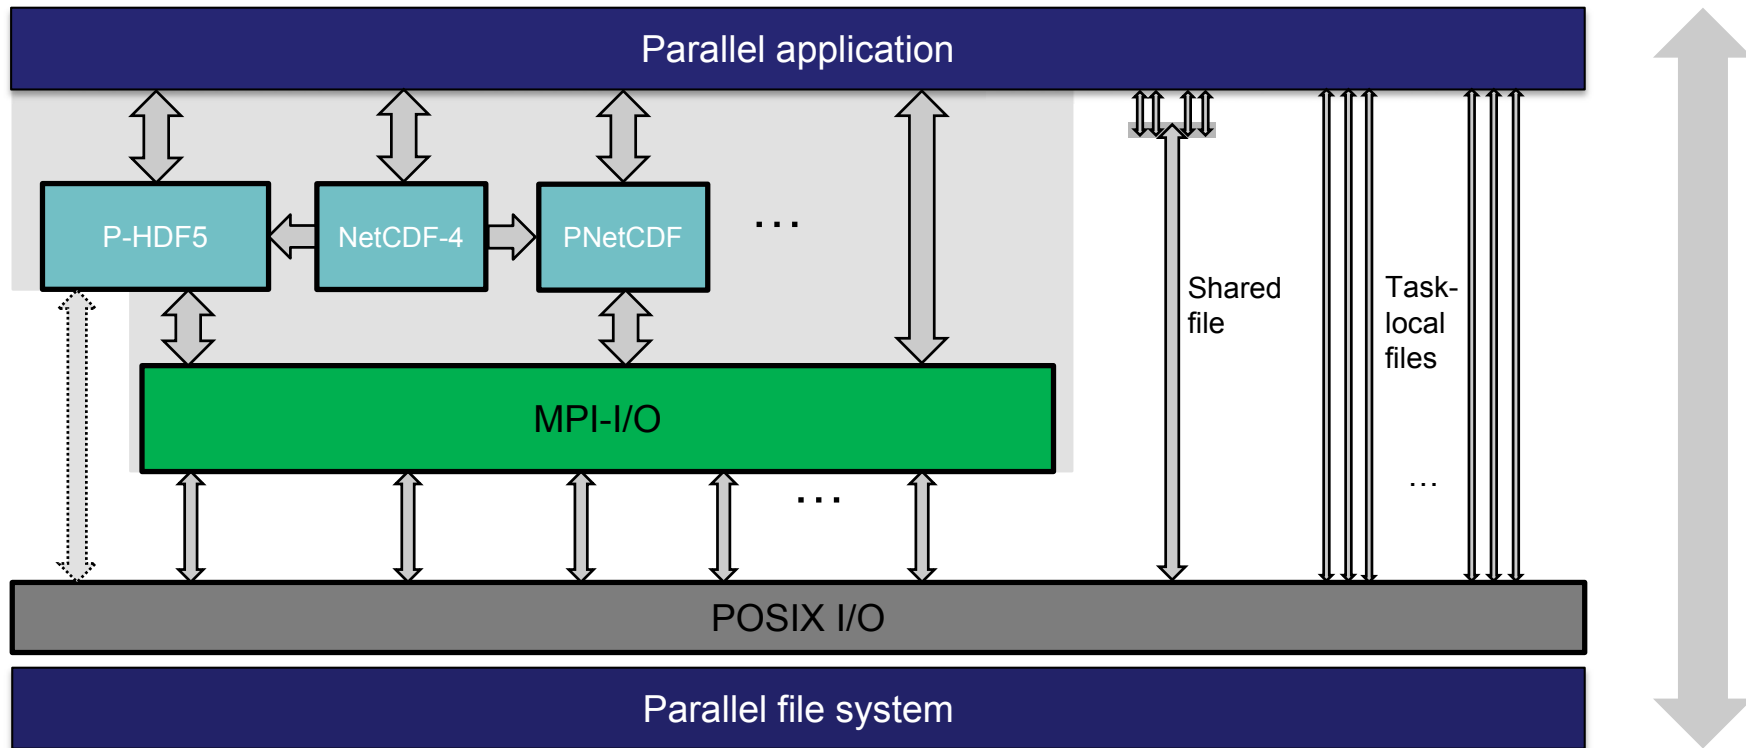 Parallel application
P-HDF5
NetCDF-4
PNetCDF
...
Shared
file
Task-
local
files
MPI-I/O
...
...
POSIX I/O
Parallel file system